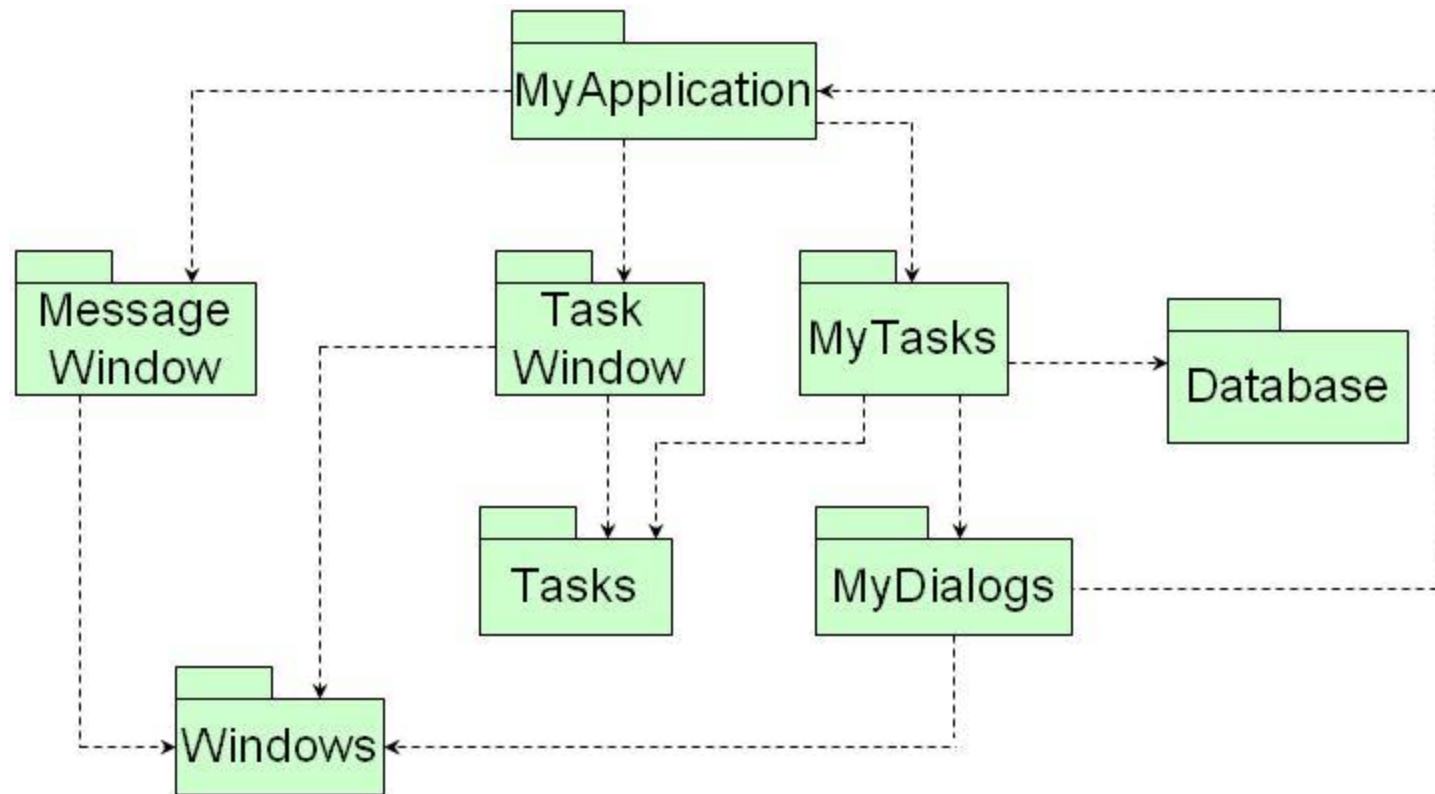 MyApplication
Message
Window
Task
Window
MyTasks
Database
Tasks
MyDialogs
Windows